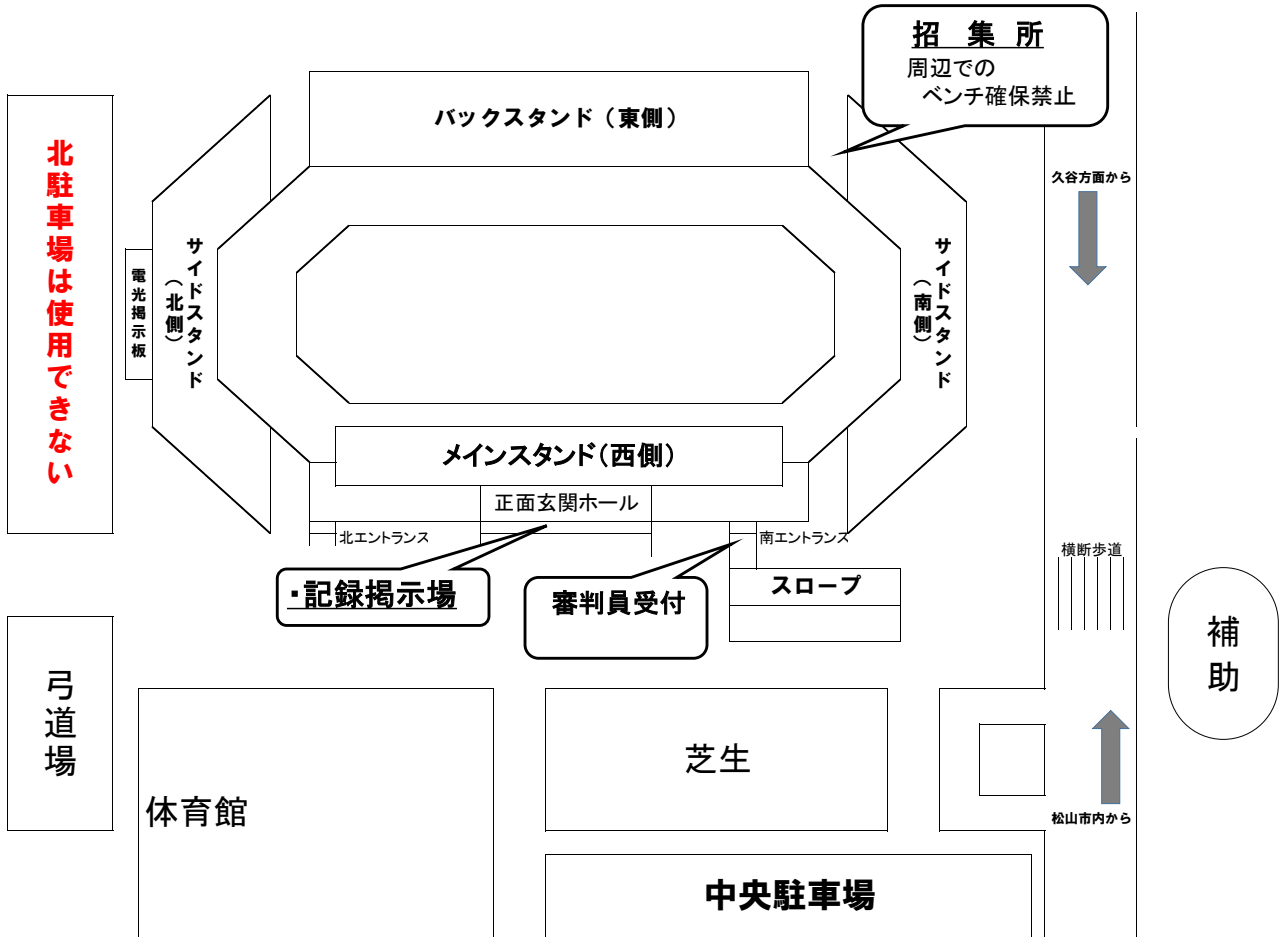 招　集　所
周辺での
ベンチ確保禁止
バックスタンド（東側）
北駐車場は使用できない
久谷方面から
電光掲示板
サイドスタンド
（北側）
サイドスタンド
（南側）
メインスタンド（西側）
正面玄関ホール
北エントランス
南エントランス
横断歩道
・記録掲示場
審判員受付
スロープ
補助
弓道場
芝生
体育館
松山市内から
中央駐車場